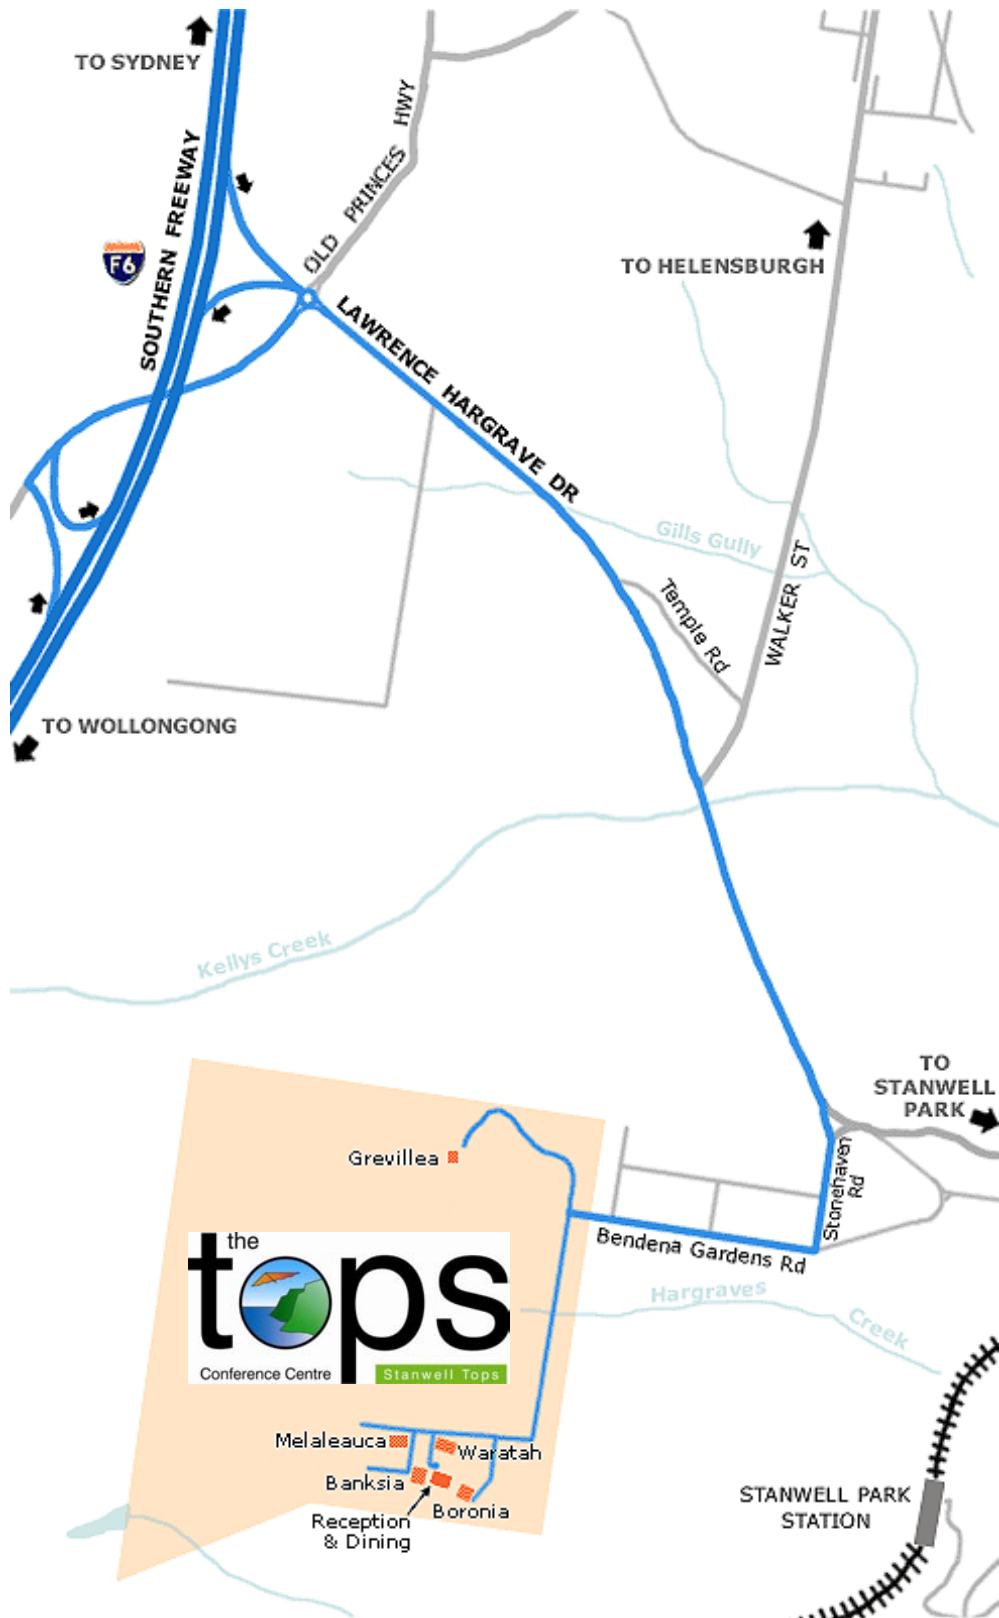 TO SYDNEY
OLD PRINCES HWY
SOUTHERN FREEWAY
F6
TO HELENSBURGH
LAWRENCE HARGRAVE DR
Gills Gully
WALKER ST
Temple Rd
TO WOLLONGONG
Kellys Creek
TO
STANWELL
PARK
Grevillea
Stonehaven
Rd
Bendena Gardens Rd
the
tops
Conference Centre
Stanwell Tops
Hargraves
Creek
Melaleauca
Waratah
Banksia
Boronia
Reception
& Dining
STANWELL PARK
STATION